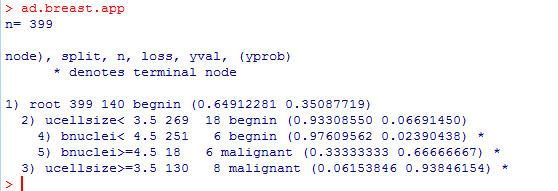 > ad.breast.app
n= 399
node), split, n, loss, yval, (yprob)
* denotes terminal node
1) root 399 140 begnin (0.64912281 0.35087719)
2) ucellsize< 3.5 269 18 begnin (0.93308550 0.06691450)
4) bnuclei< 4.5 251 6 begnin (0.97609562 0.02390438) *
5) bnuclei>=4.5 18 6 malignant (0.33333333 0.66666667) *
3) ucellsize>=3.5 130 8 malignant (0.06153846 0.93846154) *
>